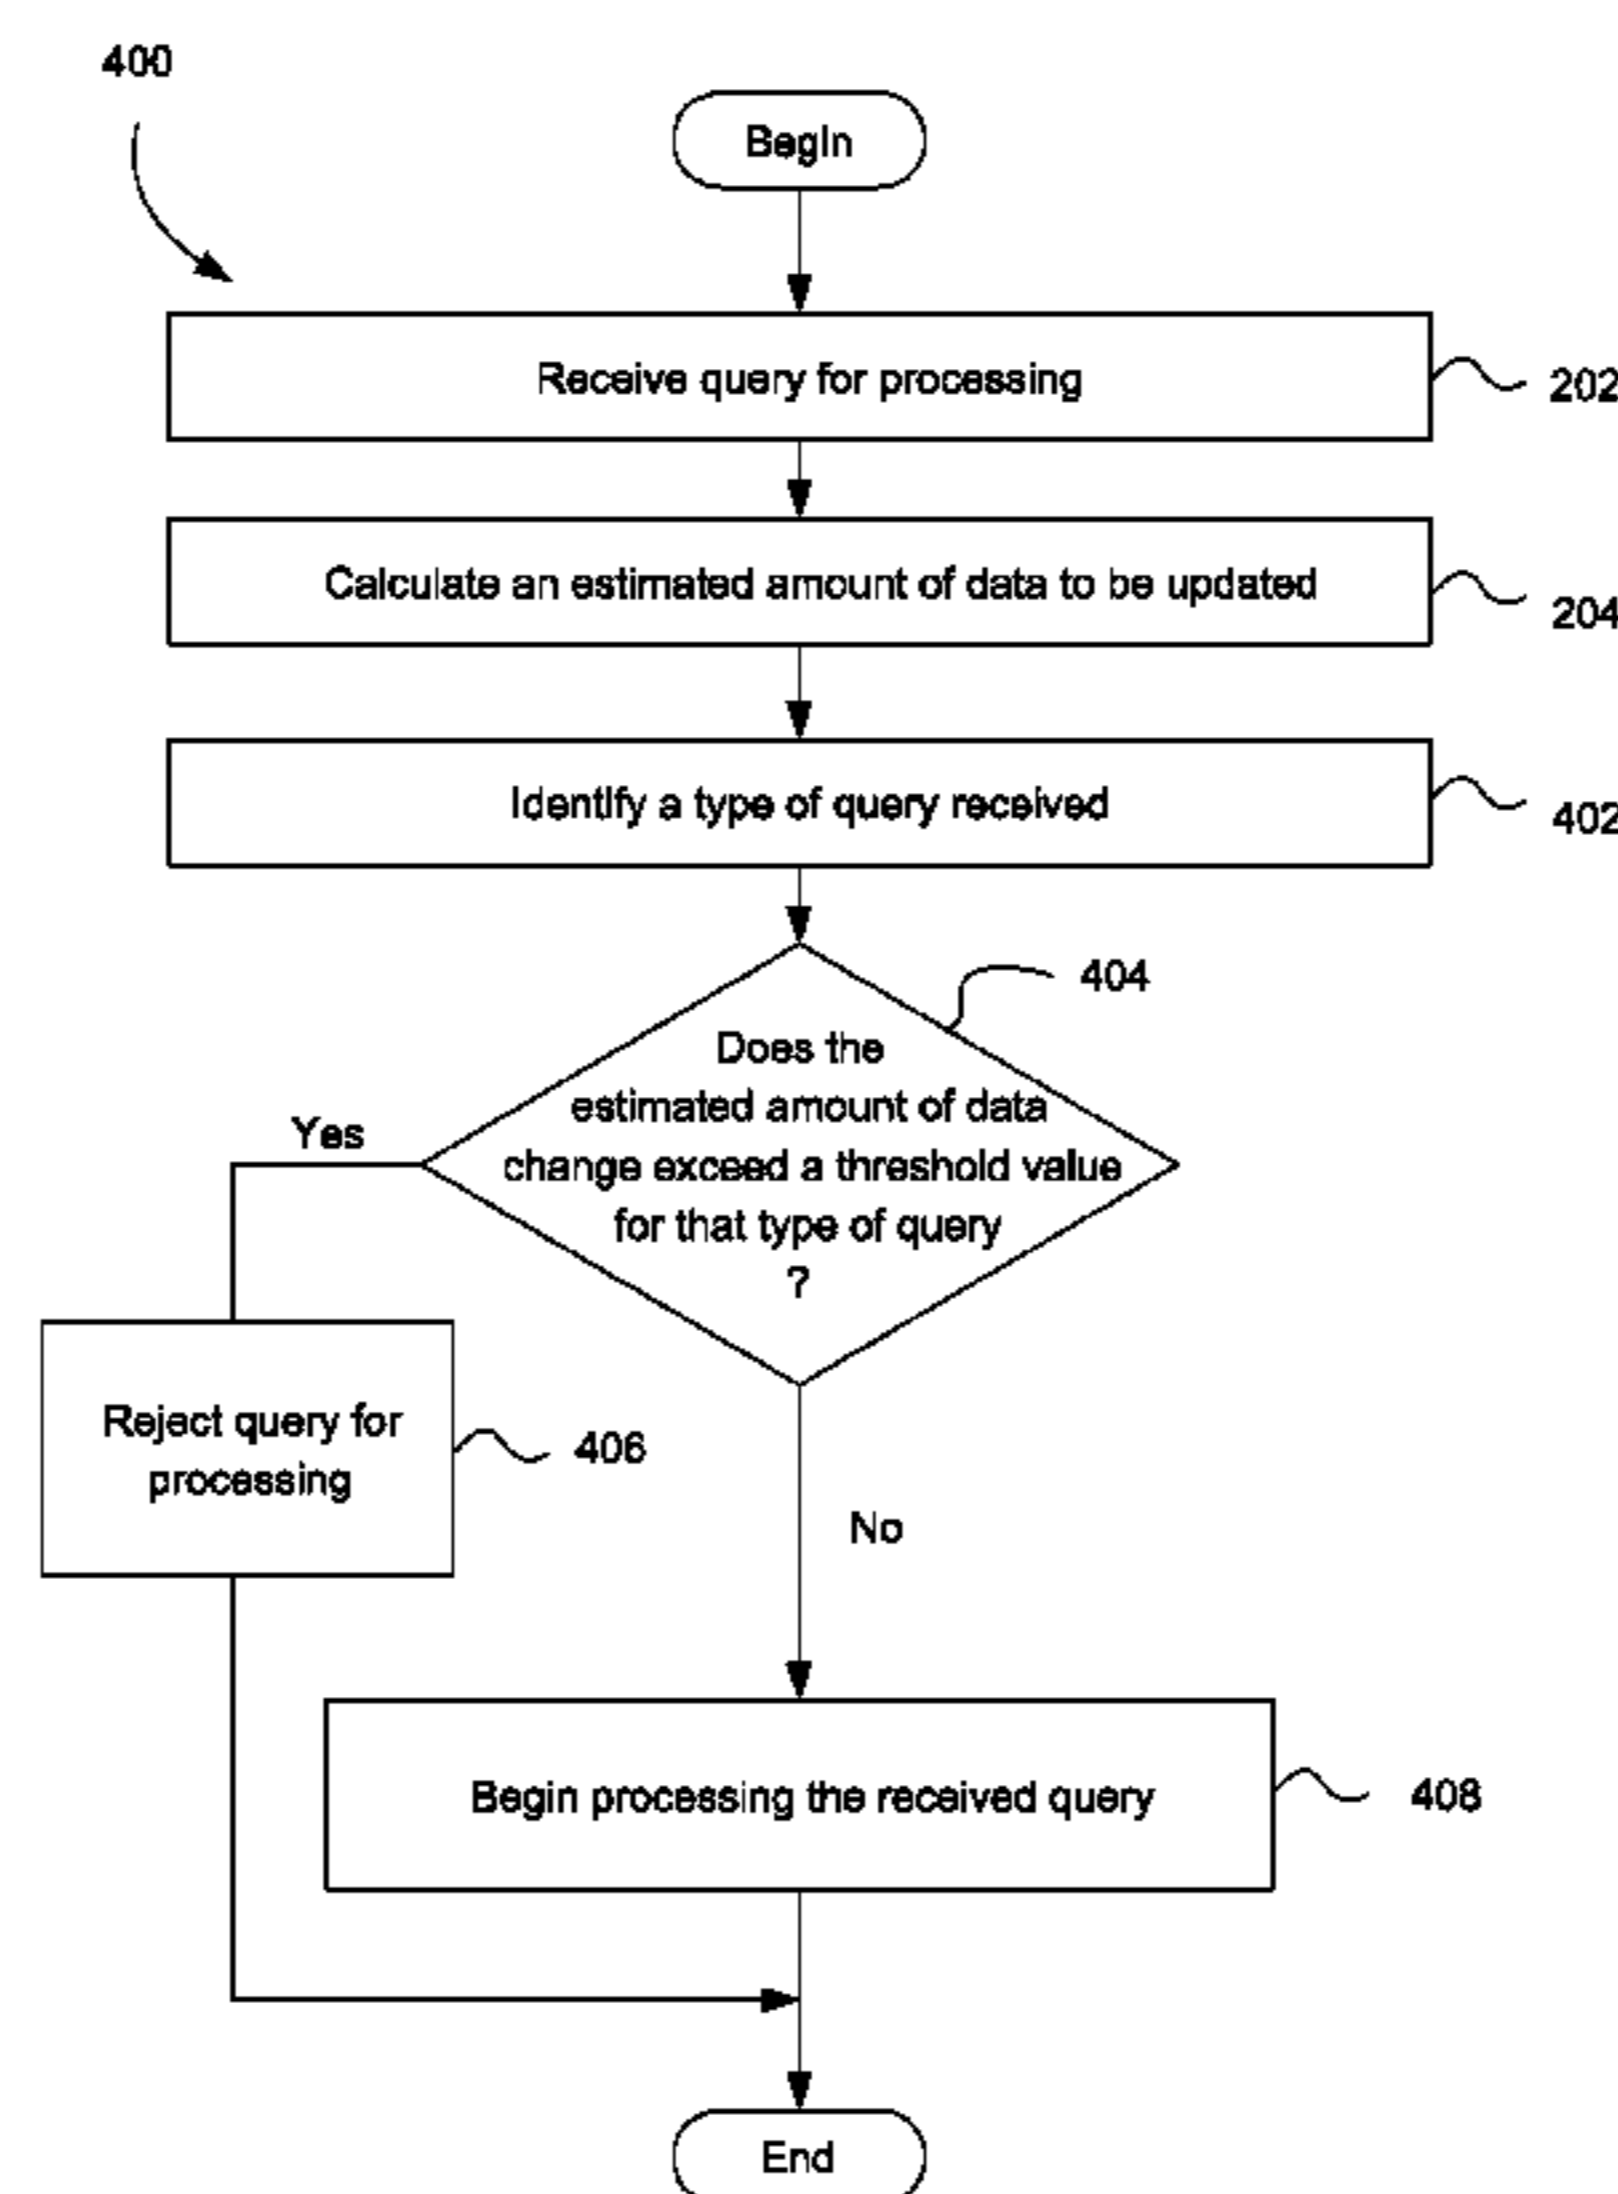 400
Begin
Receive query for processing
202
Calculate an estimated amount of data to be updated
204
Identify a type of query received
402
404
Does the
estimated amount of data
change exceed a threshold value
for that type of query
?
Yes
Reject query for
processing
406
No
Begin processing the received query
408
End